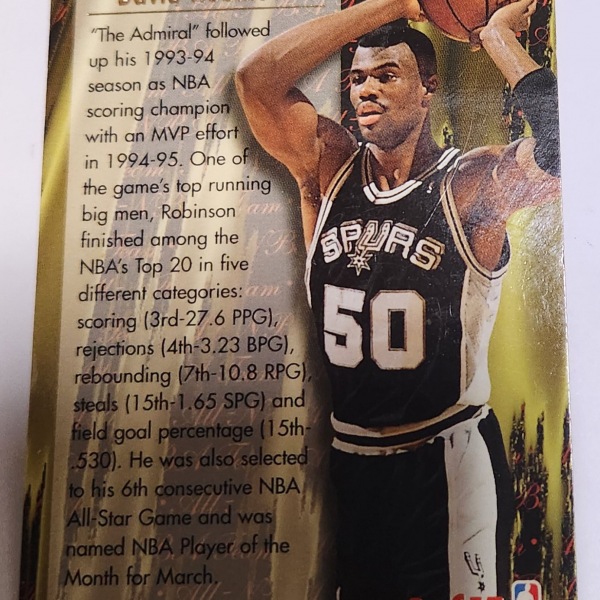 "The Admiral" followed
up his 1993-94
season as NBA
scoring champion
with an MVP effort
in 1994-95. One of
the game's top running
big men, Robinson
finished among the
NBA's Top 20 in five
different categories:
scoring (3rd-27.6 PPG),
rejections (4th-3.23 BPG),
rebounding (7th-10.8 RPG),
steals (15th-1.65 SPG) and
field goal percentage (15th-
.530). He was also selected
to his 6th consecutive NBA
All-Star Game and was
named NBA Player of the
Month for March.
SPURS
50